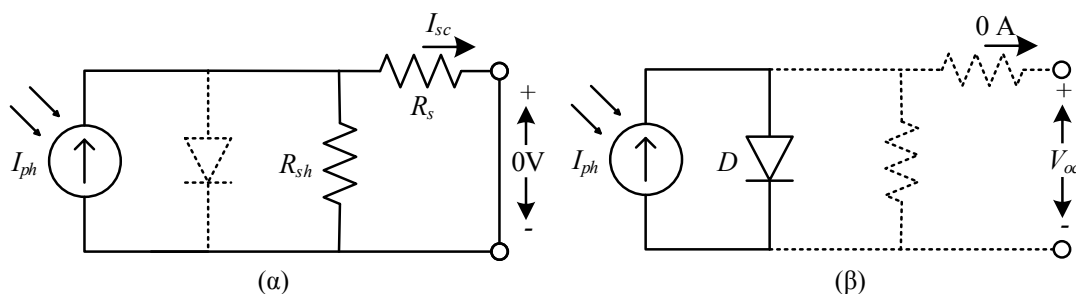 I_sc
R_s
I_ph
R_sh
+
0V
-
(α)
0 A
I_ph
D
+
V_oc
-
(β)